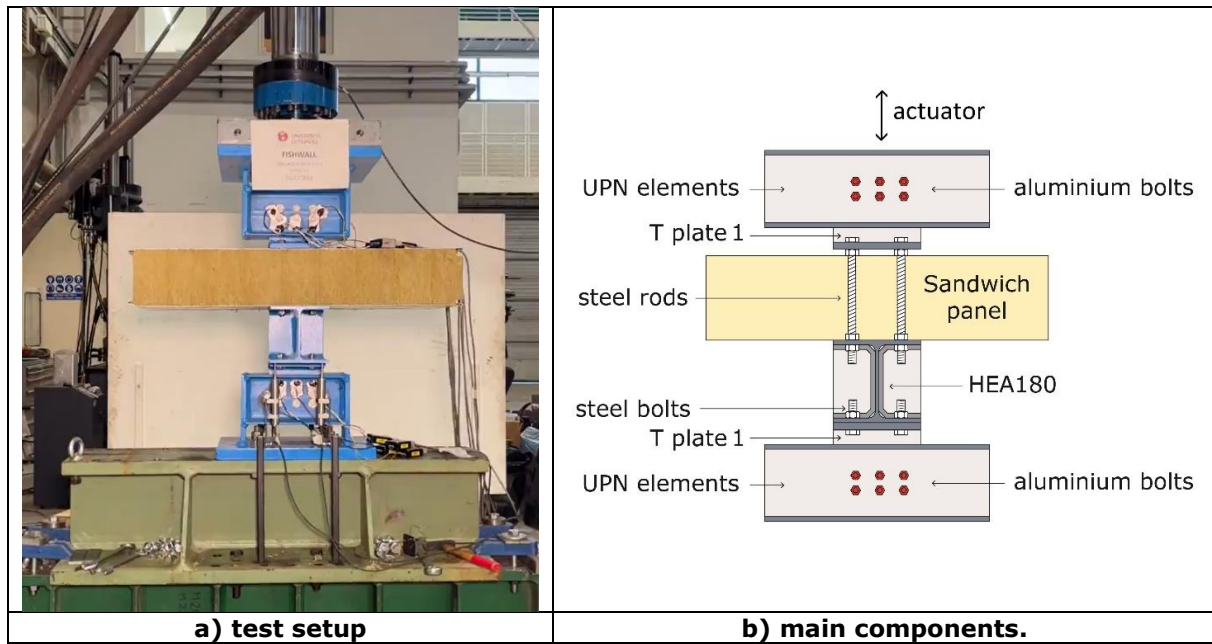 FISHWALL
actuator
UPN elements
aluminium bolts
T plate 1
steel rods
Sandwich
panel
HEA180
steel bolts
T plate 1
UPN elements
aluminium bolts
a) test setup
b) main components.